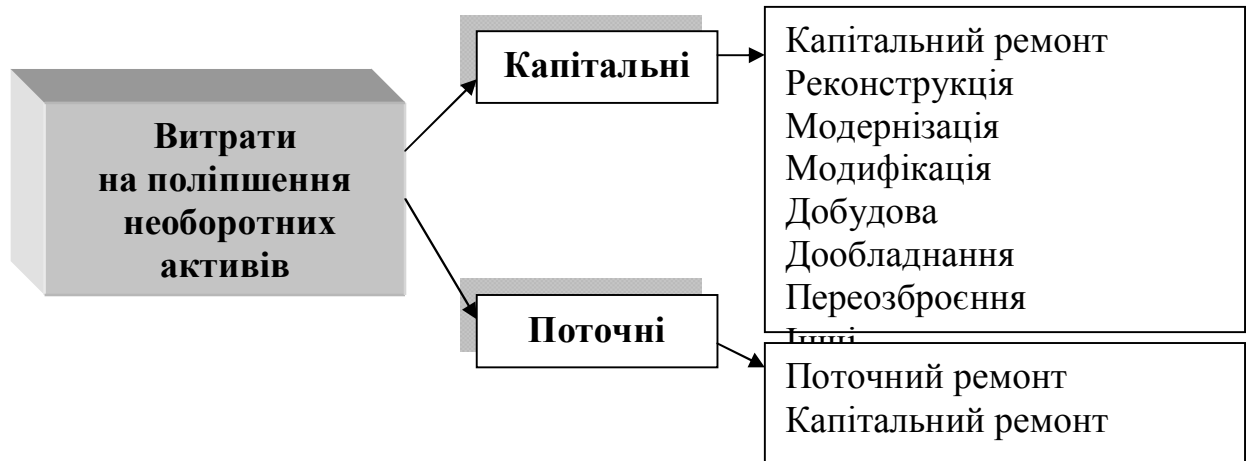 Витрати
на поліпшення
необоротних
активів
Капітальні
Поточні
Капітальний ремонт
Реконструкція
Модернізація
Модифікація
Добудова
Дообладнання
Переозброєння
Поточний ремонт
Капітальний ремонт